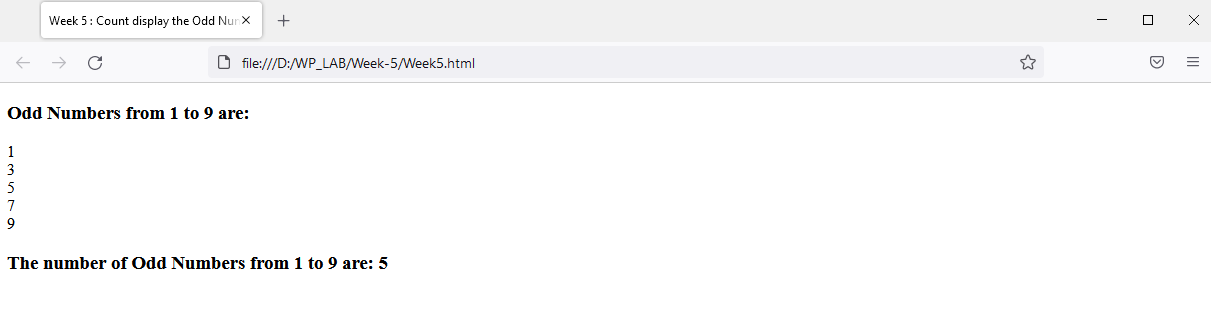 Week 5 : Count display the Odd Num
file:///D:/WP_LAB/Week-5/Week5.html
Odd Numbers from 1 to 9 are:
1
3
5
7
9
The number of Odd Numbers from 1 to 9 are: 5